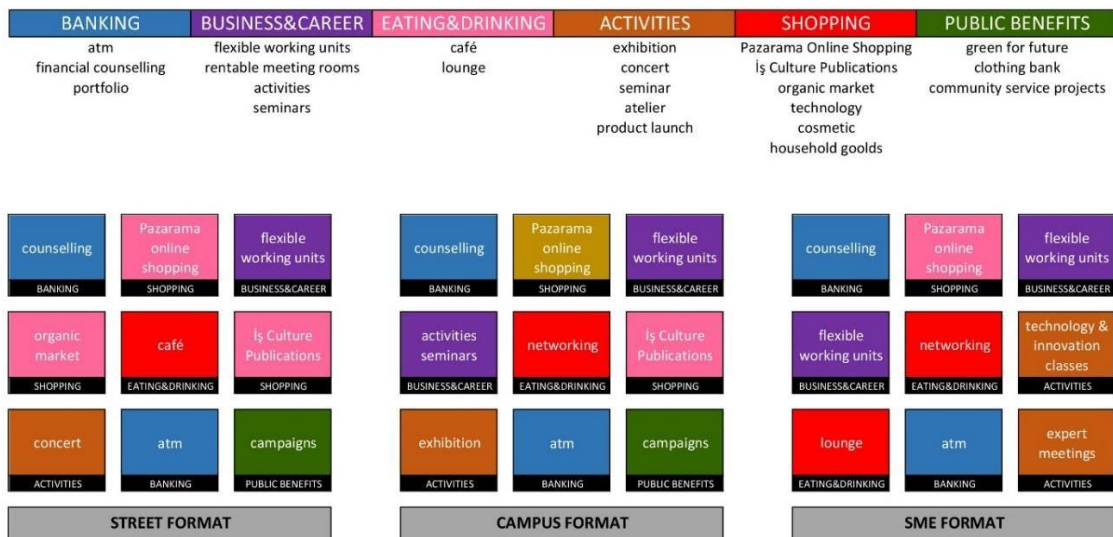 BANKING
BUSINESS&CAREER
EATING&DRINKING
ACTIVITIES
SHOPPING
PUBLIC BENEFITS
atm
financial counselling
portfolio
flexible working units
rentable meeting rooms
activities
seminars
café
lounge
exhibition
concert
seminar
atelier
product launch
Pazarama Online Shopping
İş Culture Publications
organic market
technology
cosmetic
household goolds
green for future
clothing bank
community service projects
counselling
BANKING
Pazarama
online
shopping
SHOPPING
flexible
working units
BUSINESS&CAREER
organic
market
SHOPPING
café
EATING&DRINKING
İş Culture
Publications
SHOPPING
concert
ACTIVITIES
atm
BANKING
campaigns
PUBLIC BENEFITS
STREET FORMAT
counselling
BANKING
Pazarama
online
shopping
SHOPPING
flexible
working units
BUSINESS&CAREER
activities
seminars
BUSINESS&CAREER
networking
EATING&DRINKING
İş Culture
Publications
SHOPPING
exhibition
ACTIVITIES
atm
BANKING
campaigns
PUBLIC BENEFITS
CAMPUS FORMAT
counselling
BANKING
Pazarama
online
shopping
SHOPPING
flexible
working units
BUSINESS&CAREER
flexible
working units
BUSINESS&CAREER
networking
EATING&DRINKING
technology &
innovation
classes
ACTIVITIES
lounge
EATING&DRINKING
atm
BANKING
expert
meetings
ACTIVITIES
SME FORMAT